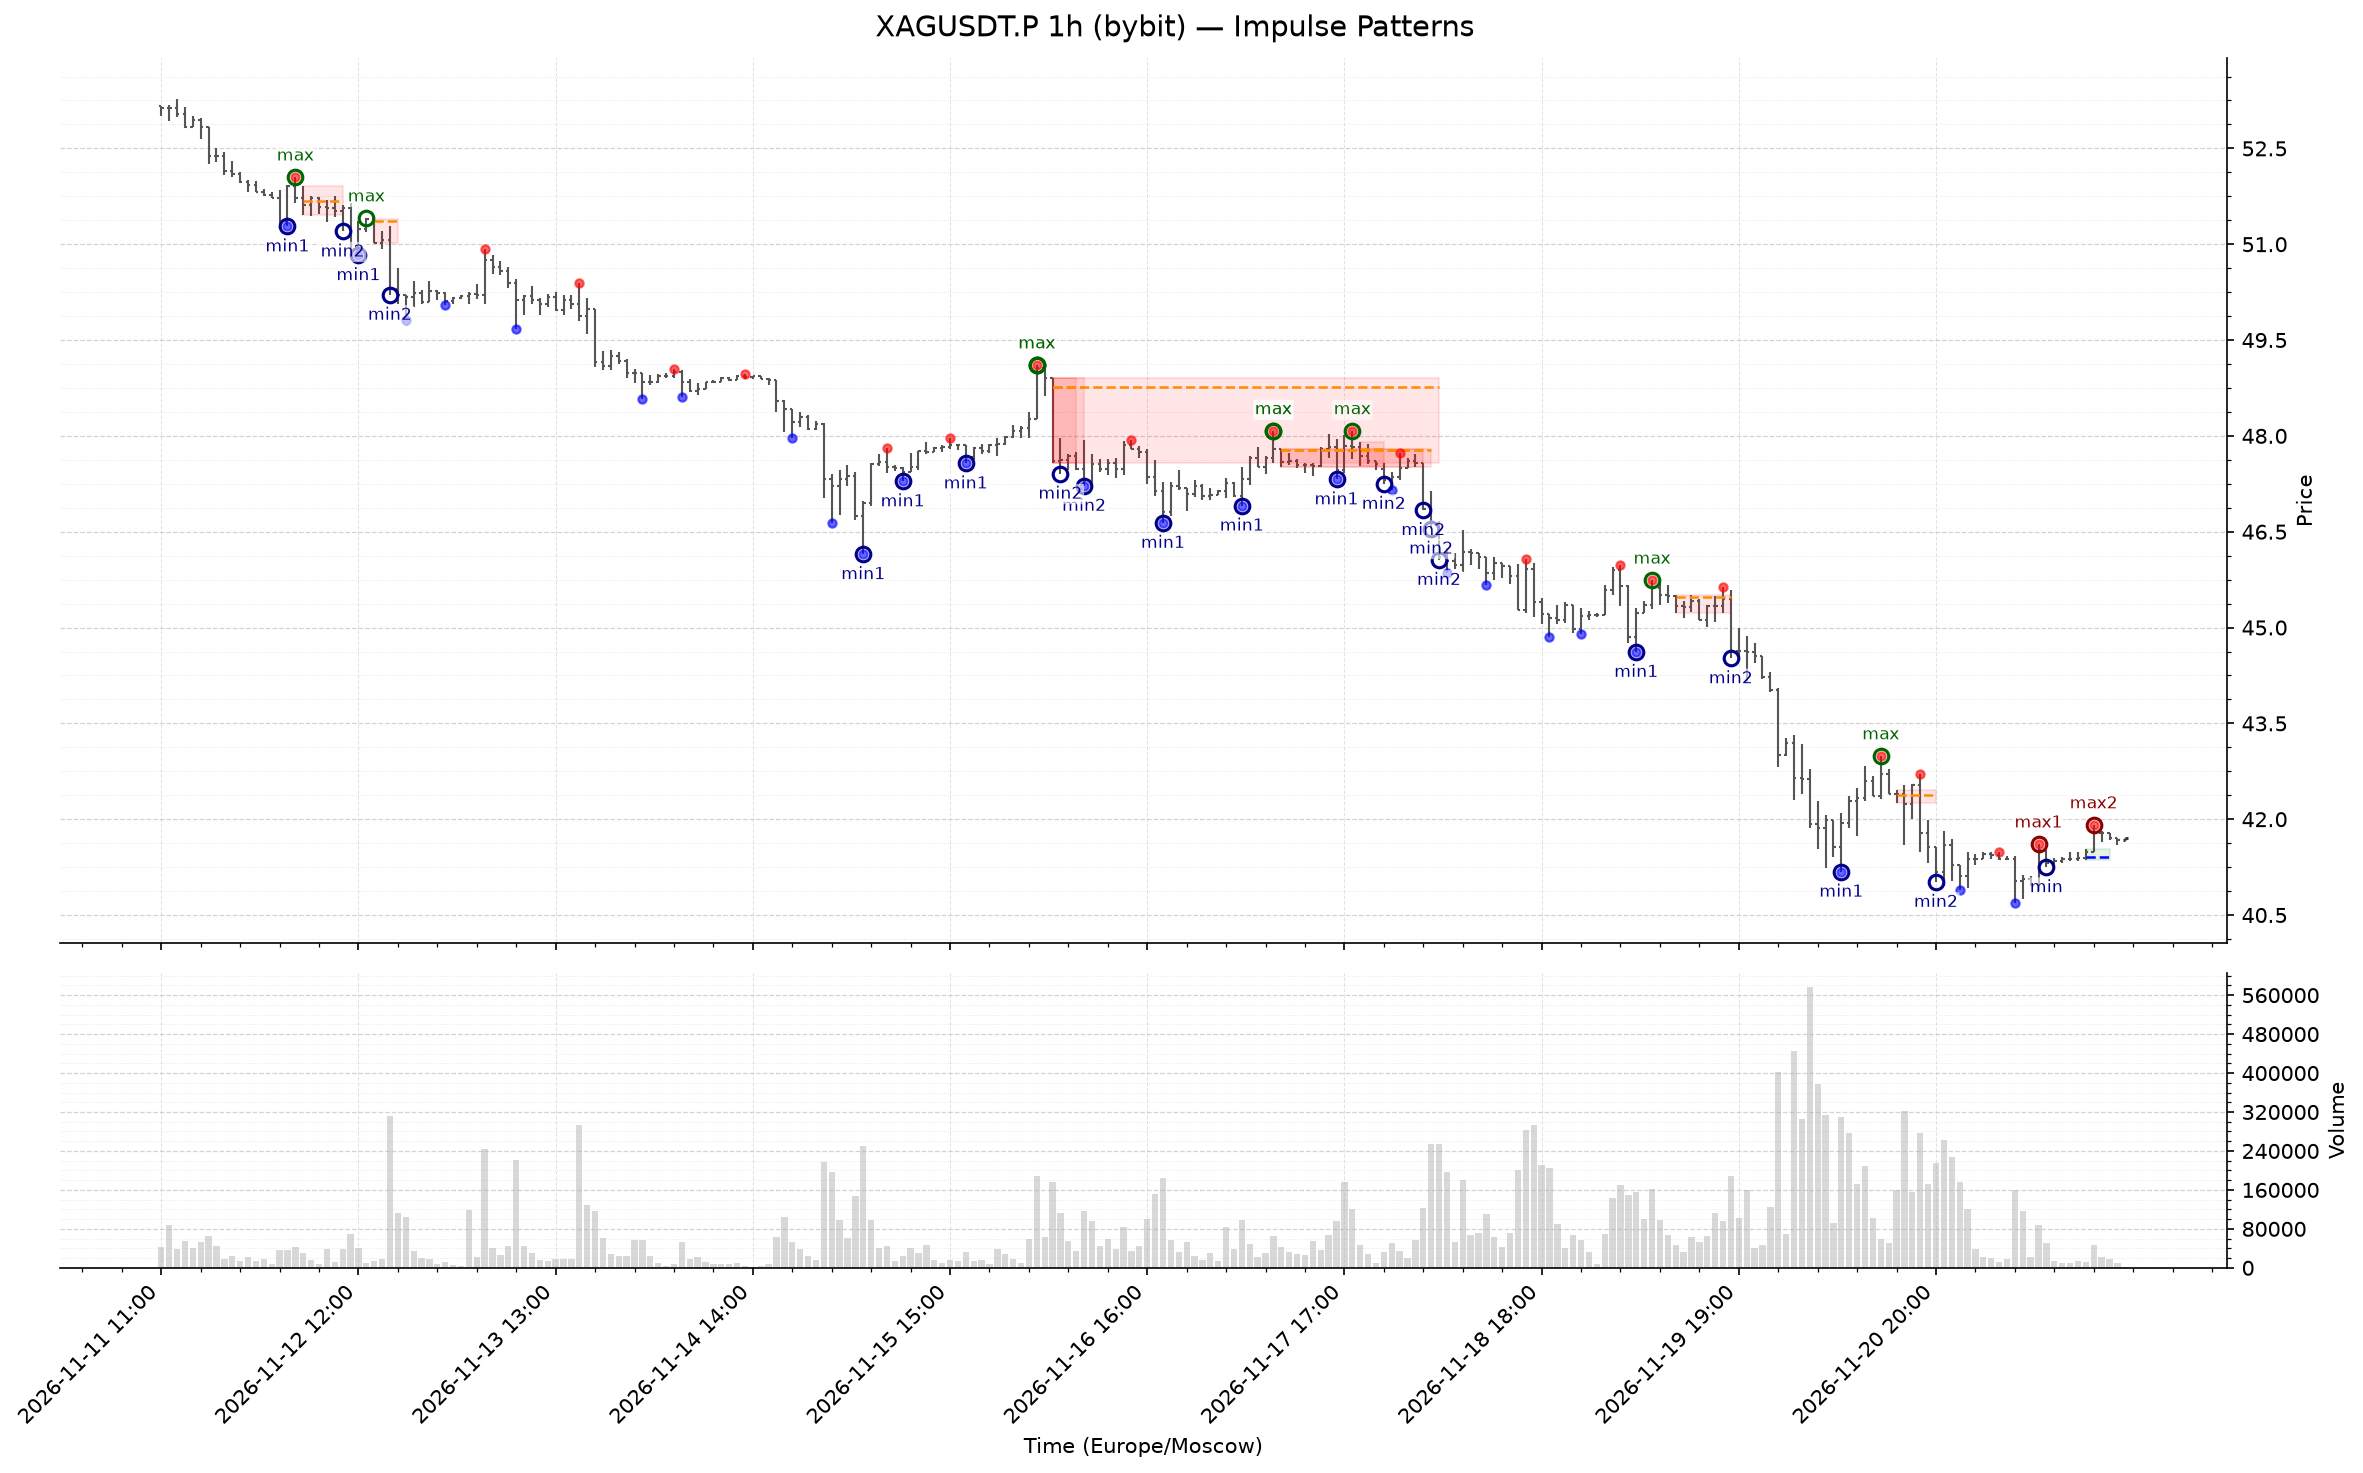 XAGUSDT.P 1h (bybit) — Impulse Patterns
max
max
min1
min2
min1
min2
max
min1
min1
min1
min2
min2
min1
min1
max
max
min1
min2
min2
min2
min2
max
min1
min2
max
min1
min2
max1
min
max2
52.5
51.0
49.5
48.0
46.5
45.0
43.5
42.0
40.5
Price
560000
480000
400000
320000
240000
160000
80000
0
Volume
2026-11-11 11:00
2026-11-12 12:00
2026-11-13 13:00
2026-11-14 14:00
2026-11-15 15:00
2026-11-16 16:00
2026-11-17 17:00
2026-11-18 18:00
2026-11-19 19:00
2026-11-20 20:00
Time (Europe/Moscow)